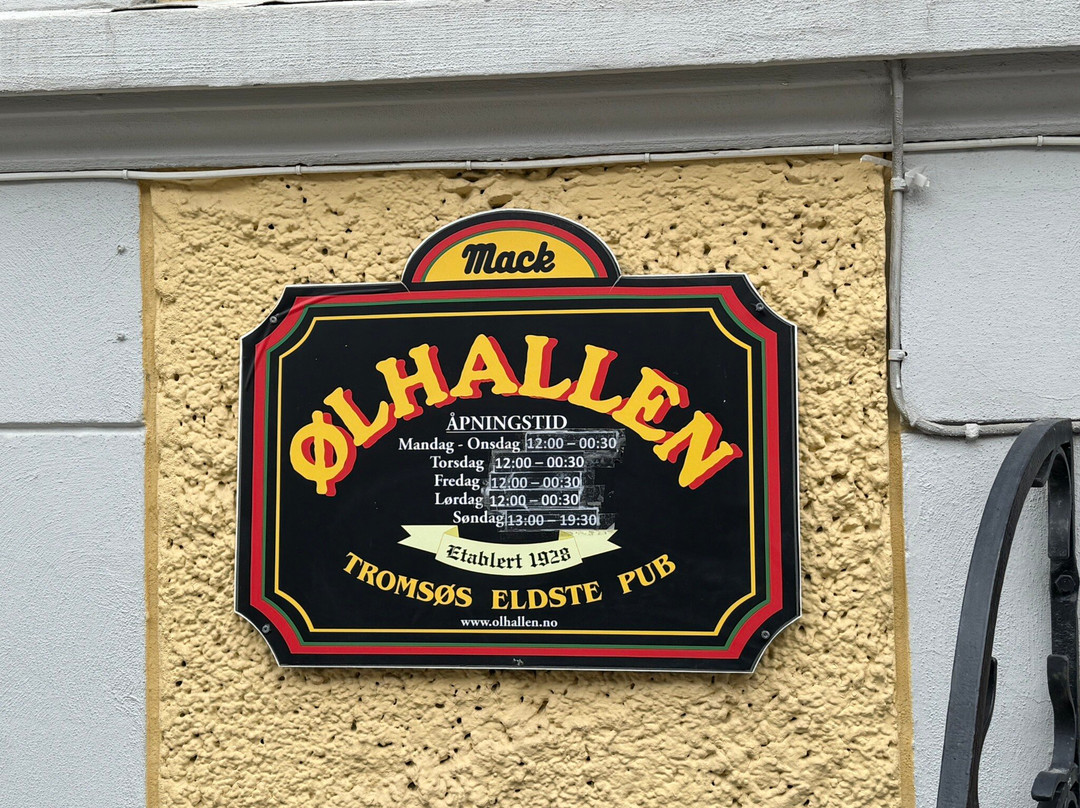 Mack
ØLHALLEN
ÅPNINGSTID
Mandag - Onsdag 12:00 – 00:30
Torsdag 12:00 – 00:30
Fredag 12:00 – 00:30
Lørdag 12:00 – 00:30
Søndag 13:00 – 19:30
Etablert 1928
TROMSØS ELDSTE PUB
www.olhallen.no